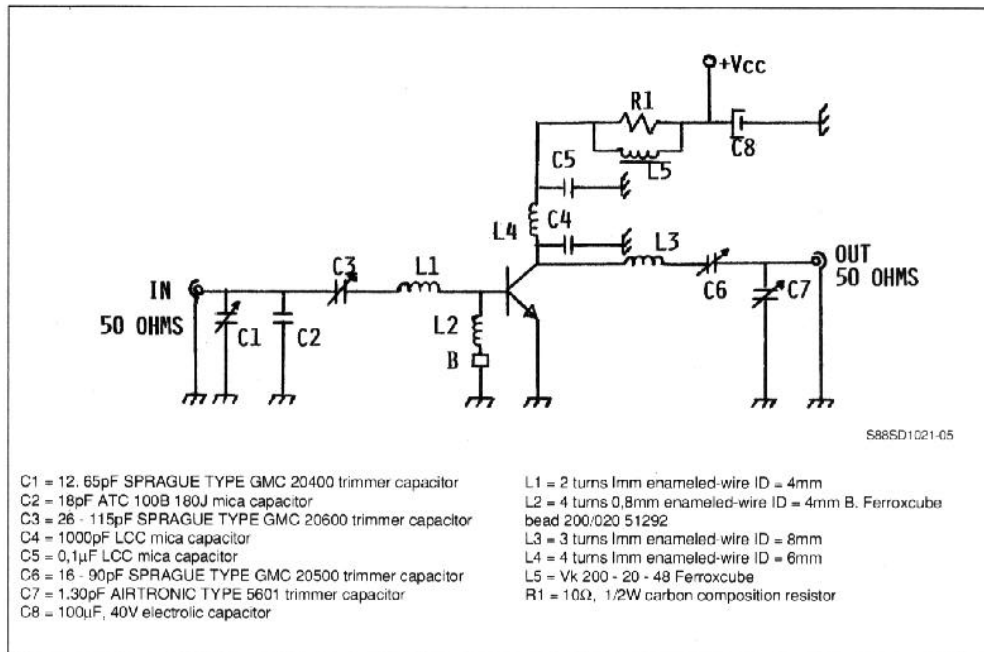 +Vcc
R1
C8
L5
C5
C4
L4
L3
OUT
50 OHMS
C6
C7
C3
L1
IN
50 OHMS
C1
C2
L2
B
S88SD1021-05
C1 = 12. 65pF SPRAGUE TYPE GMC 20400 trimmer capacitor
C2 = 18pF ATC 100B 180J mica capacitor
C3 = 26 - 115pF SPRAGUE TYPE GMC 20600 trimmer capacitor
C4 = 1000pF LCC mica capacitor
C5 = 0,1µF LCC mica capacitor
C6 = 16 - 90pF SPRAGUE TYPE GMC 20500 trimmer capacitor
C7 = 1.30pF AIRTRONIC TYPE 5601 trimmer capacitor
C8 = 100µF, 40V electrolic capacitor
L1 = 2 turns Imm enameled-wire ID = 4mm
L2 = 4 turns 0,8mm enameled-wire ID = 4mm B. Ferroxcube
bead 200/020 51292
L3 = 3 turns Imm enameled-wire ID = 8mm
L4 = 4 turns Imm enameled-wire ID = 6mm
L5 = Vk 200 - 20 - 48 Ferroxcube
R1 = 10Ω, 1/2W carbon composition resistor